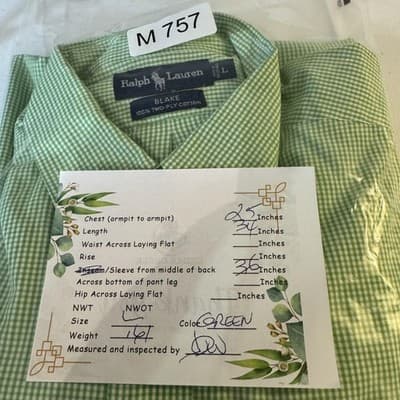 M 757
Ralph Lauren L
BLAKE
100% TWO-PLY COTTON
Chest (armpit to armpit) 25 Inches
Length 34 Inches
Waist Across Laying Flat Inches
Rise Inches
Inseam/Sleeve from middle of back 36 Inches
Across bottom of pant leg Inches
Hip Across Laying Flat Inches
NWT NWOT
Size L Color GREEN
Weight
Measured and inspected by